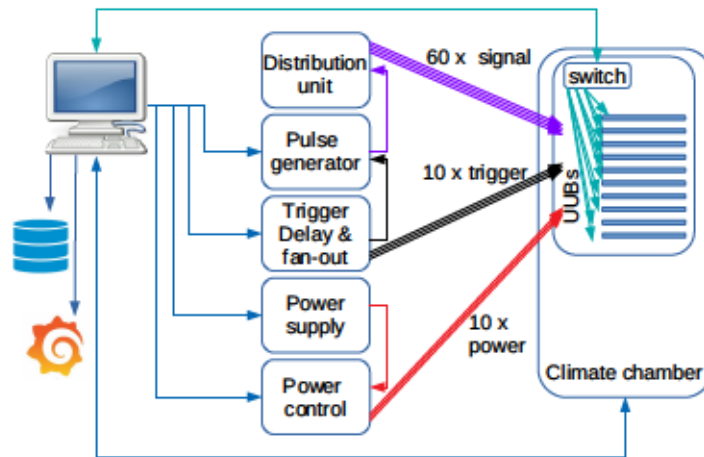 Distribution
unit
60 x  signal
switch
Pulse
generator
10 x trigger
UUBs
Trigger
Delay &
fan-out
Power
supply
10 x
power
Power
control
Climate chamber